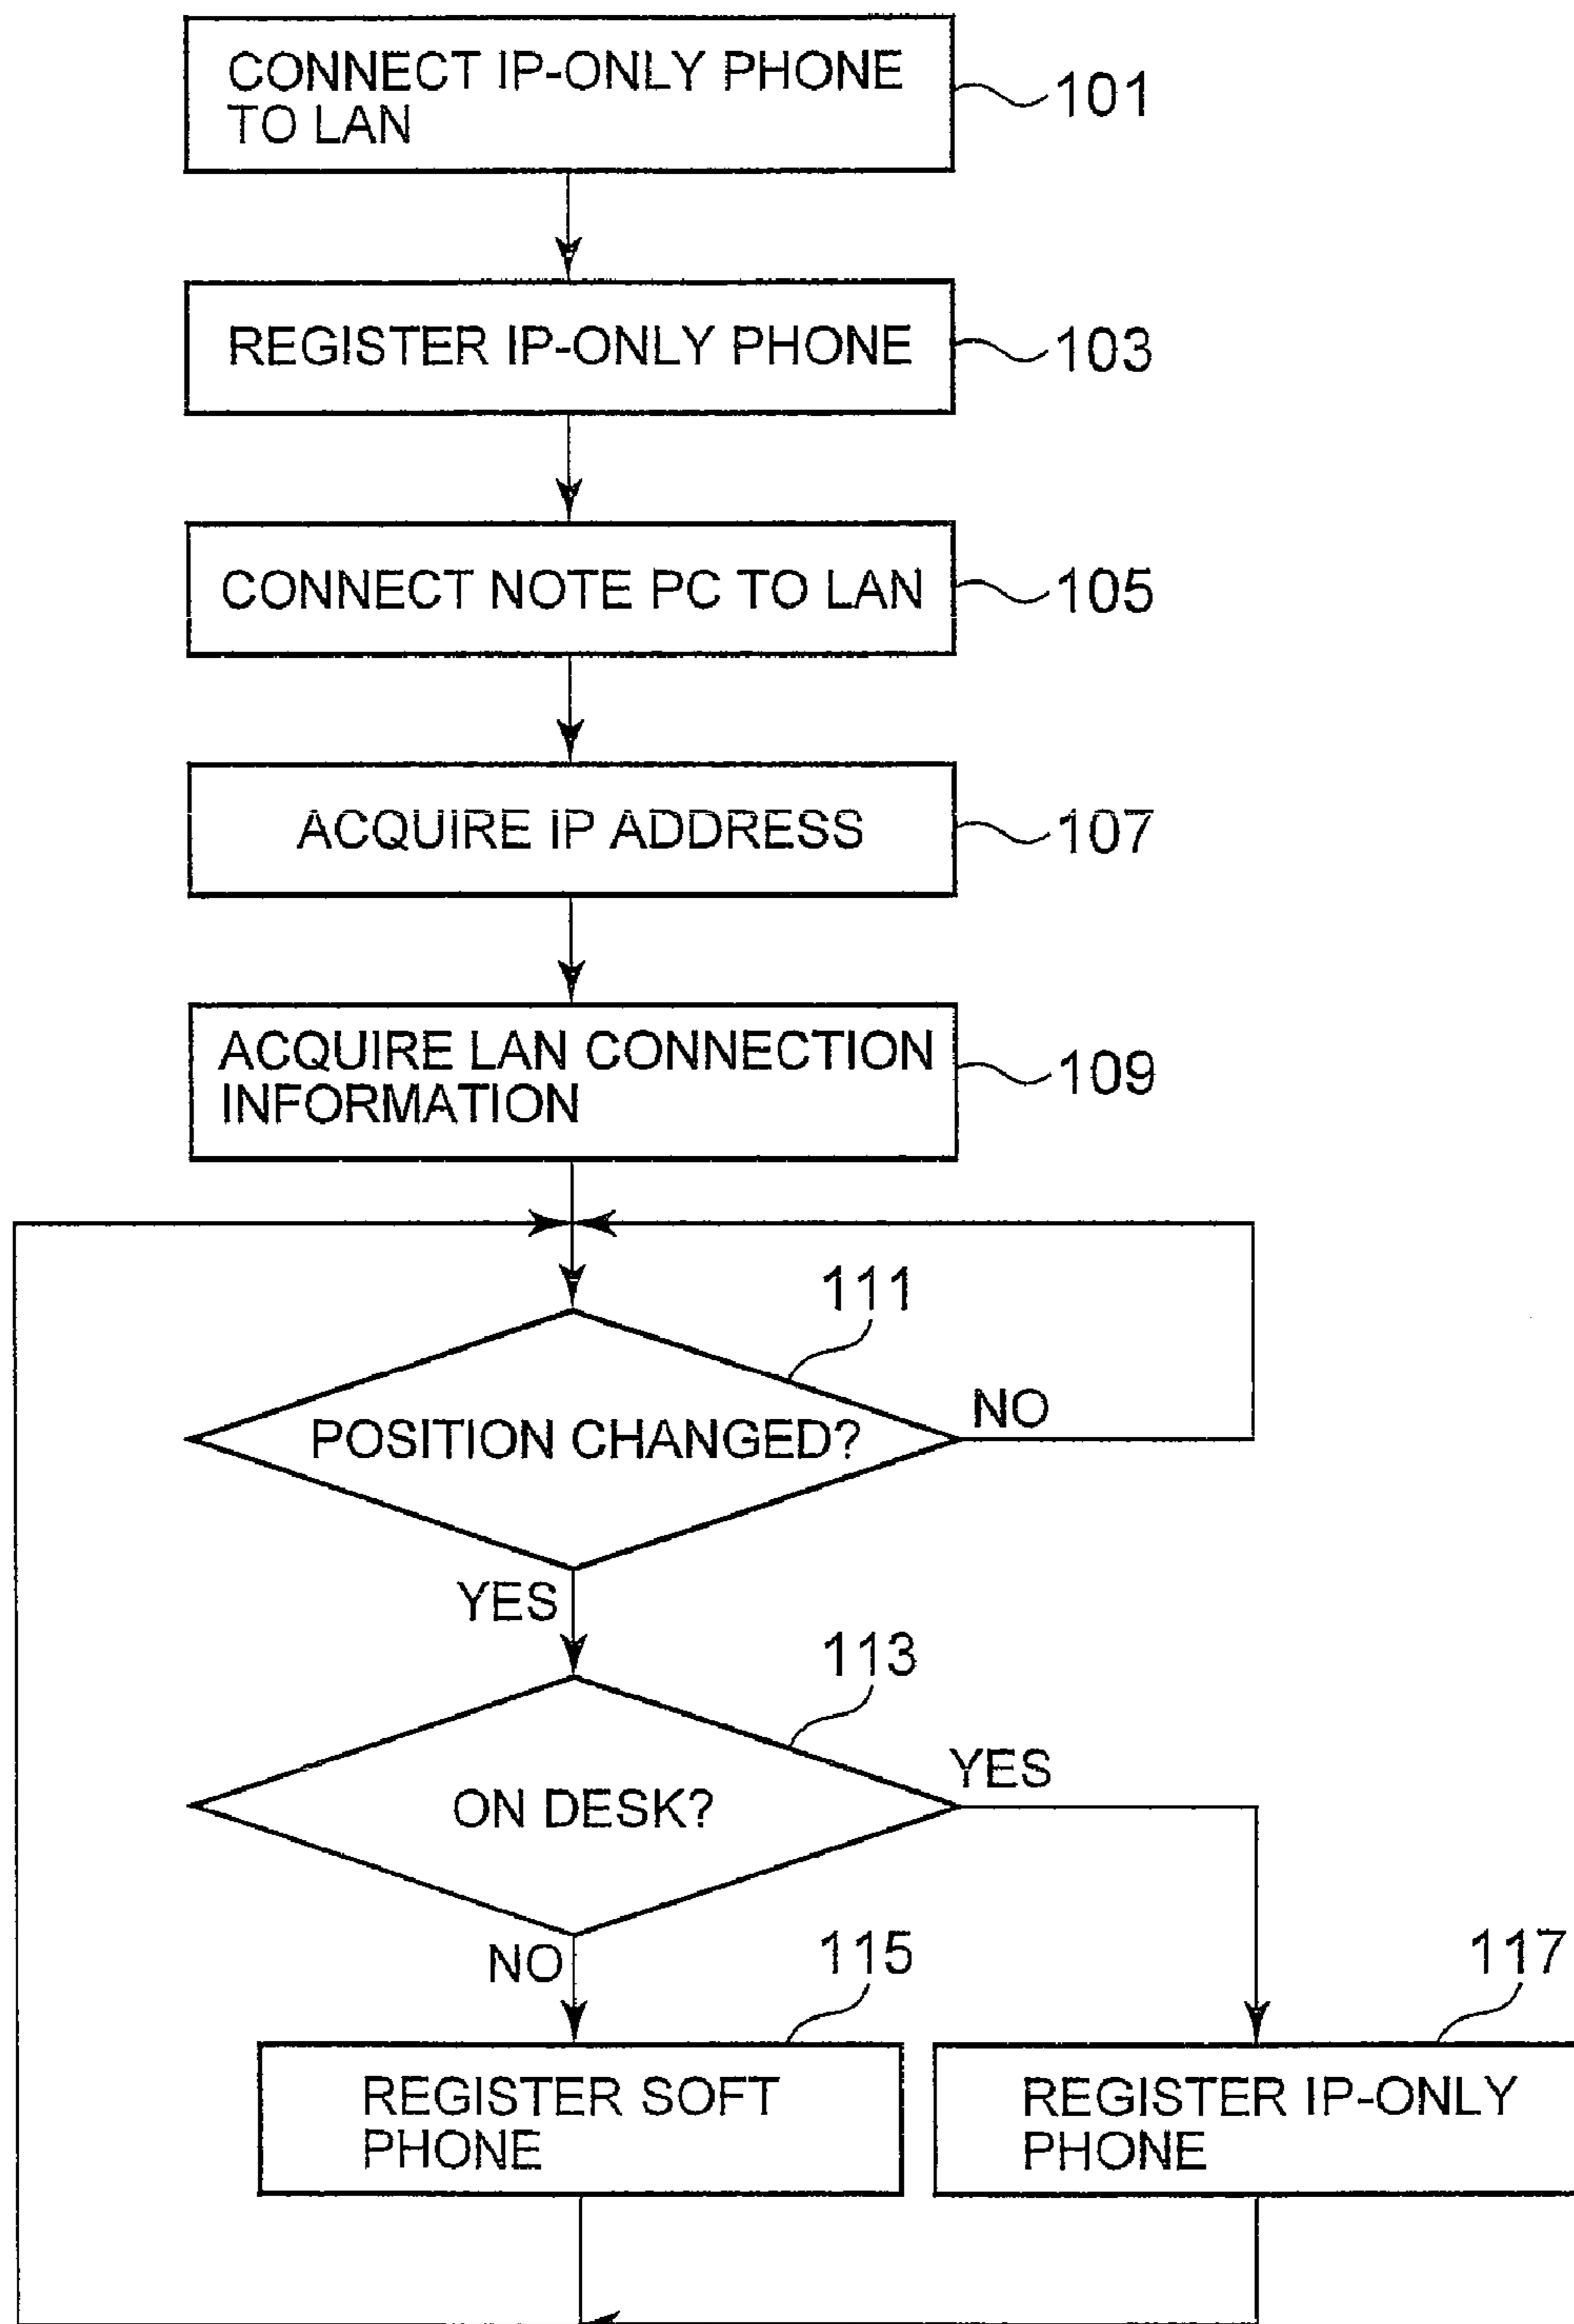 CONNECT IP-ONLY PHONE
TO LAN
101
REGISTER IP-ONLY PHONE
103
CONNECT NOTE PC TO LAN
105
ACQUIRE IP ADDRESS
107
ACQUIRE LAN CONNECTION
INFORMATION
109
111
POSITION CHANGED?
NO
YES
113
ON DESK?
YES
NO
115
117
REGISTER SOFT
PHONE
REGISTER IP-ONLY
PHONE